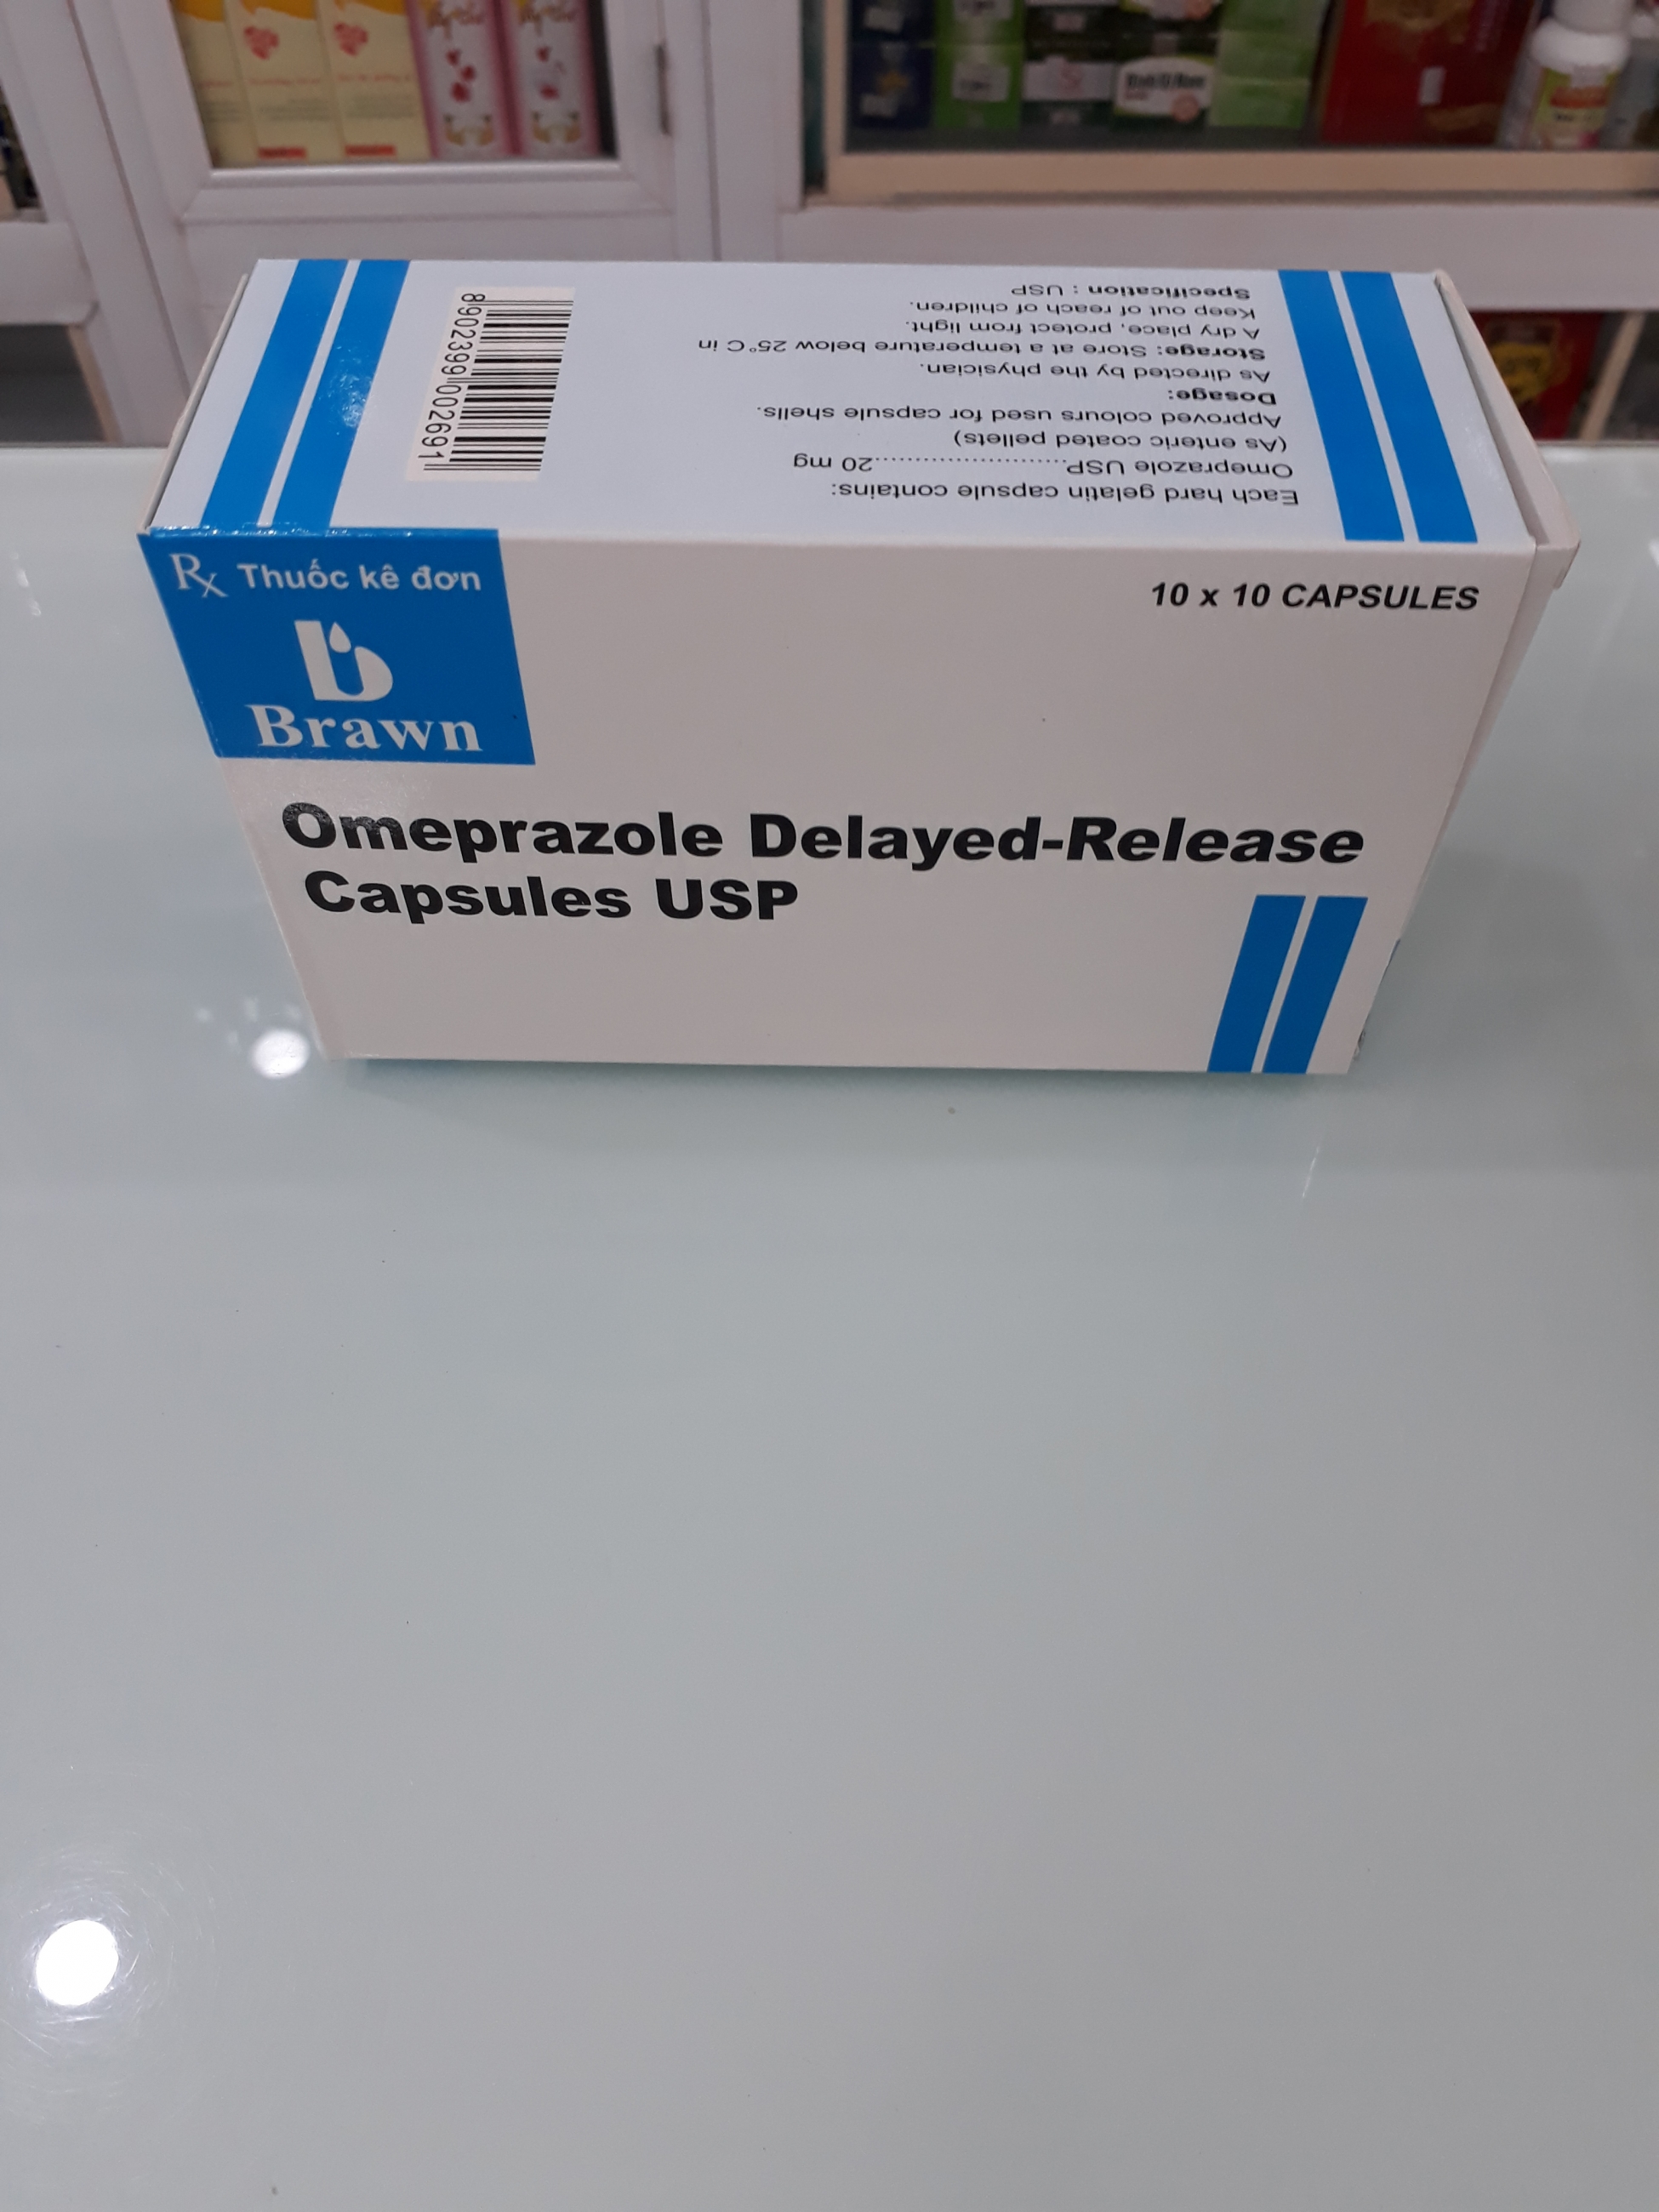 Rx Thuốc kê đơn
Brawn
10 x 10 CAPSULES
Omeprazole Delayed-Release
Capsules USP
Each hard gelatin capsule contains:
Omeprazole USP..........................20 mg
(As enteric coated pellets)
Approved colours used for capsule shells.
Dosage:
As directed by the physician.
Storage: Store at a temperature below 25°C in
A dry place, protect from light.
Keep out of reach of children.
Specification : USP
8902399002691